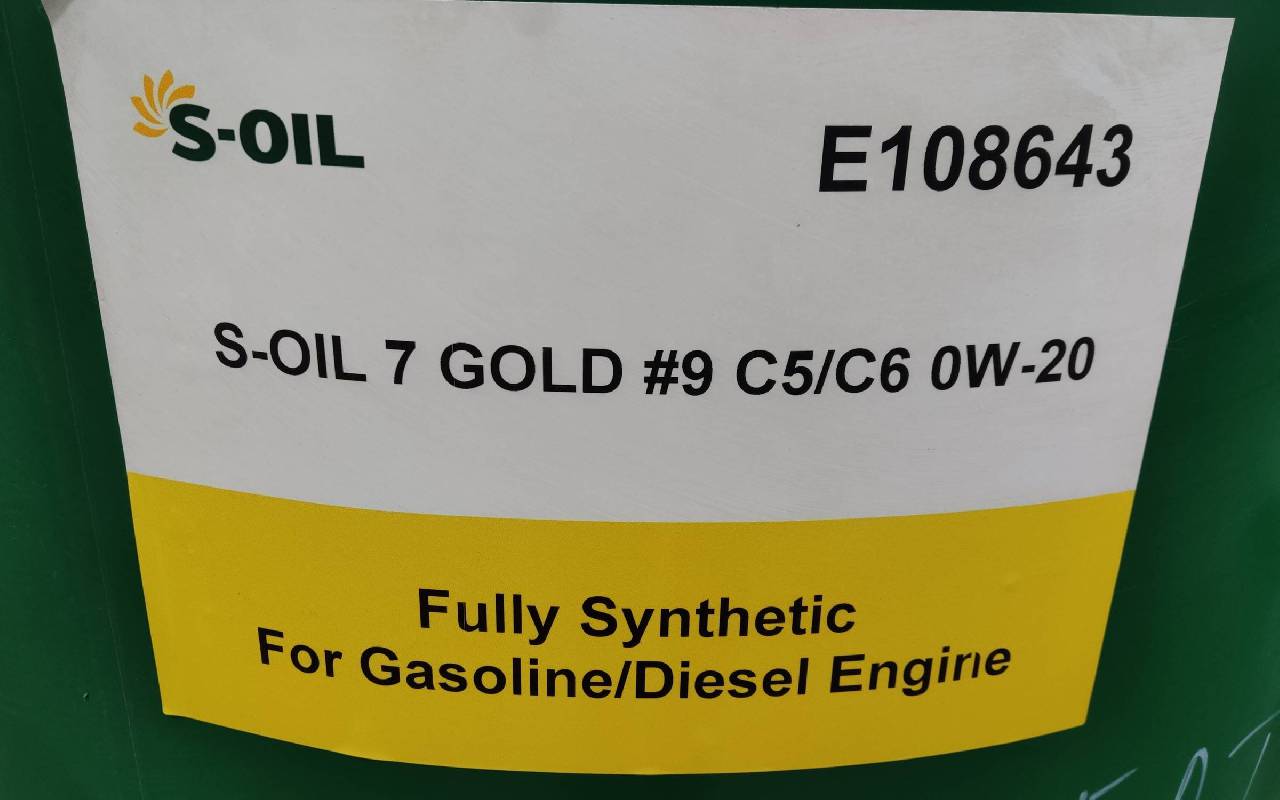 S-OIL
E108643
S-OIL 7 GOLD #9 C5/C6 0W-20
Fully Synthetic
For Gasoline/Diesel Engine